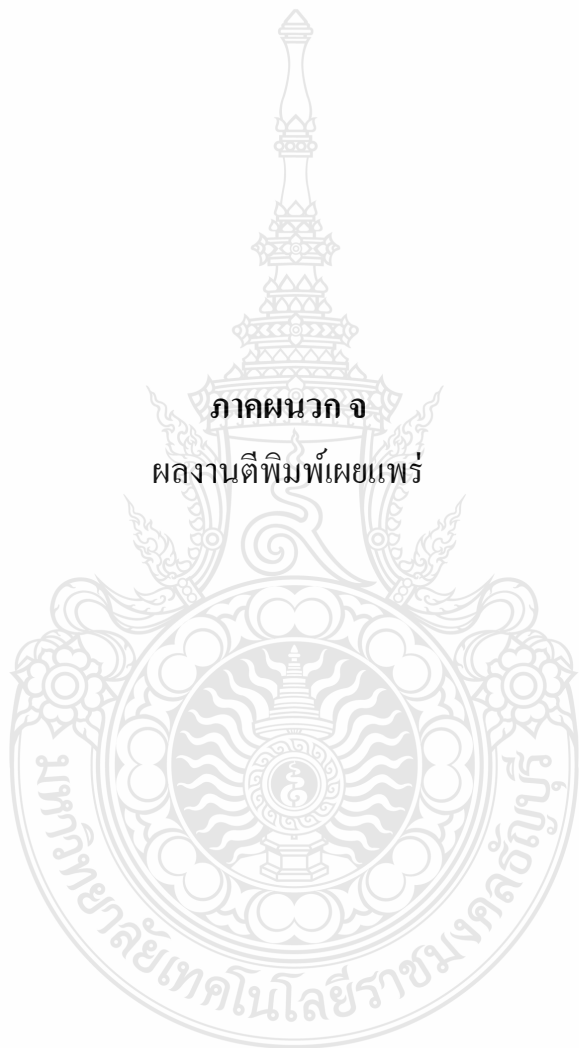 ภาคผนวก จ
ผลงานตีพิมพ์เผยแพร่
มหาวิทยาลัยเทคโนโลยีราชมงคลธัญบุรี